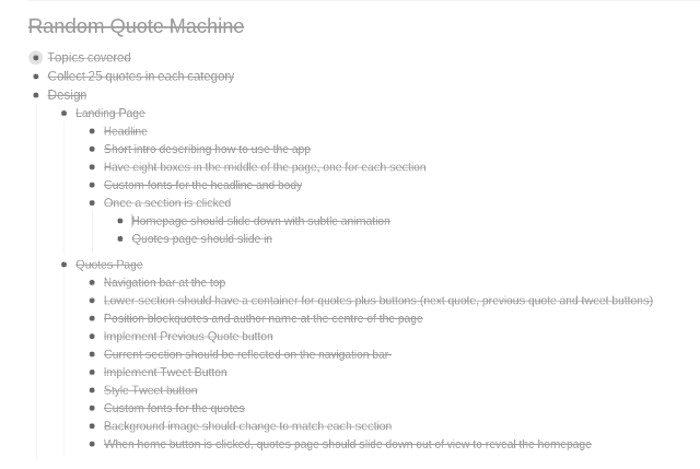 Random Quote Machine
Topics covered
Collect 25 quotes in each category
Design
Landing Page
Headline
Short intro describing how to use the app
Have eight boxes in the middle of the page, one for each section
Custom fonts for the headline and body
Once a section is clicked
Homepage should slide down with subtle animation
Quotes page should slide in
Quotes Page
Navigation bar at the top
Lower section should have a container for quotes plus buttons (next quote, previous quote and tweet buttons)
Position blockquotes and author name at the centre of the page
Implement Previous Quote button
Current section should be reflected on the navigation bar
Implement Tweet Button
Style Tweet button
Custom fonts for the quotes
Background image should change to match each section
When home button is clicked, quotes page should slide down out of view to reveal the homepage